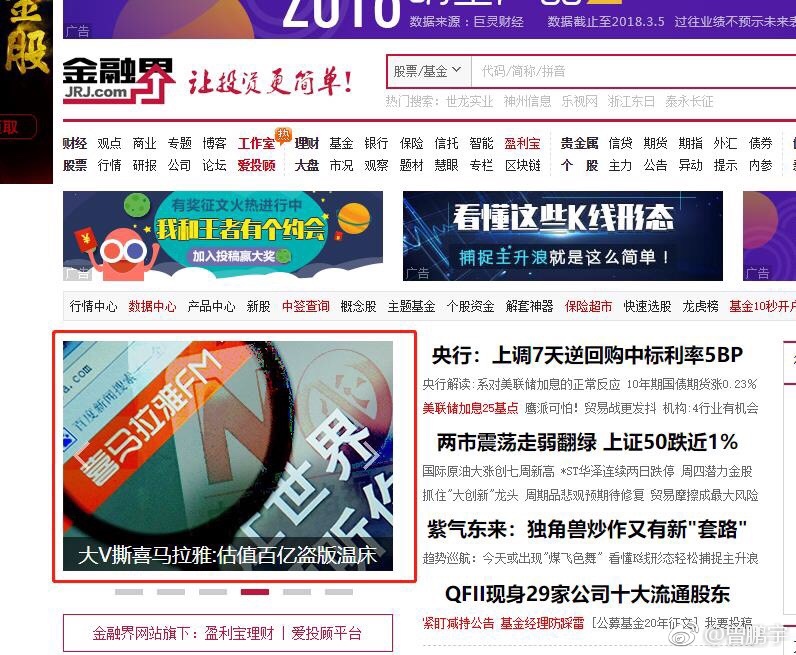 金股
取
ZUIU
广告
数据来源：巨灵财经 数据截止至2018.3.5 过往业绩不预示未来表
金融界
JRJ.com
让投资更简单！
股票/基金 代码/简称/拼音
热门搜索：世龙实业 神州信息 乐视网 浙江东日 泰永长征
财经 观点 商业 专题 博客 工作室 热 理财 基金 银行 保险 信托 智能 盈利宝 贵金属 信贷 期货 期指 外汇 债券
股票 行情 研报 公司 论坛 爱投顾 大盘 市况 观察 题材 慧眼 专栏 区块链 个股 主力 公告 异动 提示 内参
有奖征文火热进行中
我和王者有个约会
加入投稿赢大奖
广告
看懂这些K线形态
捕捉主升浪就是这么简单！
广告
广告
行情中心 数据中心 产品中心 新股 中签查询 概念股 主题基金 个股资金 解套神器 保险超市 快速选股 龙虎榜 基金10秒开户
a.com
百度新闻搜索
喜马拉雅FM
世界
听你
大V撕喜马拉雅:估值百亿盗版温床
金融界网站旗下：盈利宝理财 | 爱投顾平台
央行：上调7天逆回购中标利率5BP
央行解读:系对美联储加息的正常反应 10年期国债期货涨0.23%
美联储加息25基点 鹰派可怕！贸易战更发抖 机构:4行业有机会
两市震荡走弱翻绿 上证50跌近1%
国际原油大涨创七周新高 *ST华泽连续两日跌停 周四潜力金股
抓住"大创新"龙头 周期品悲观预期待修复 贸易摩擦成最大风险
紫气东来：独角兽炒作又有新"套路"
趋势巡航：今天或出现"煤飞色舞" 看懂K线形态轻松捕捉主升浪
QFII现身29家公司十大流通股东
紧盯减持公告 基金经理防踩雷 [公募基金20年征文] 我要投稿
@曾鹏宇